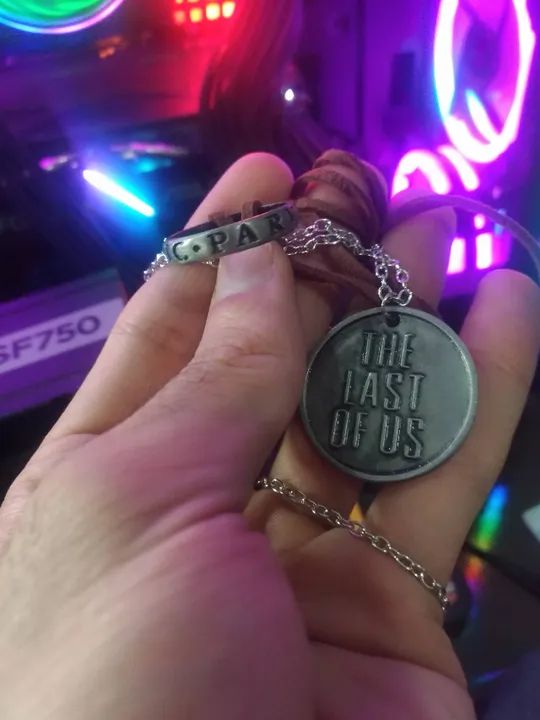 C·PAR
THE
LAST
OF US
SF750